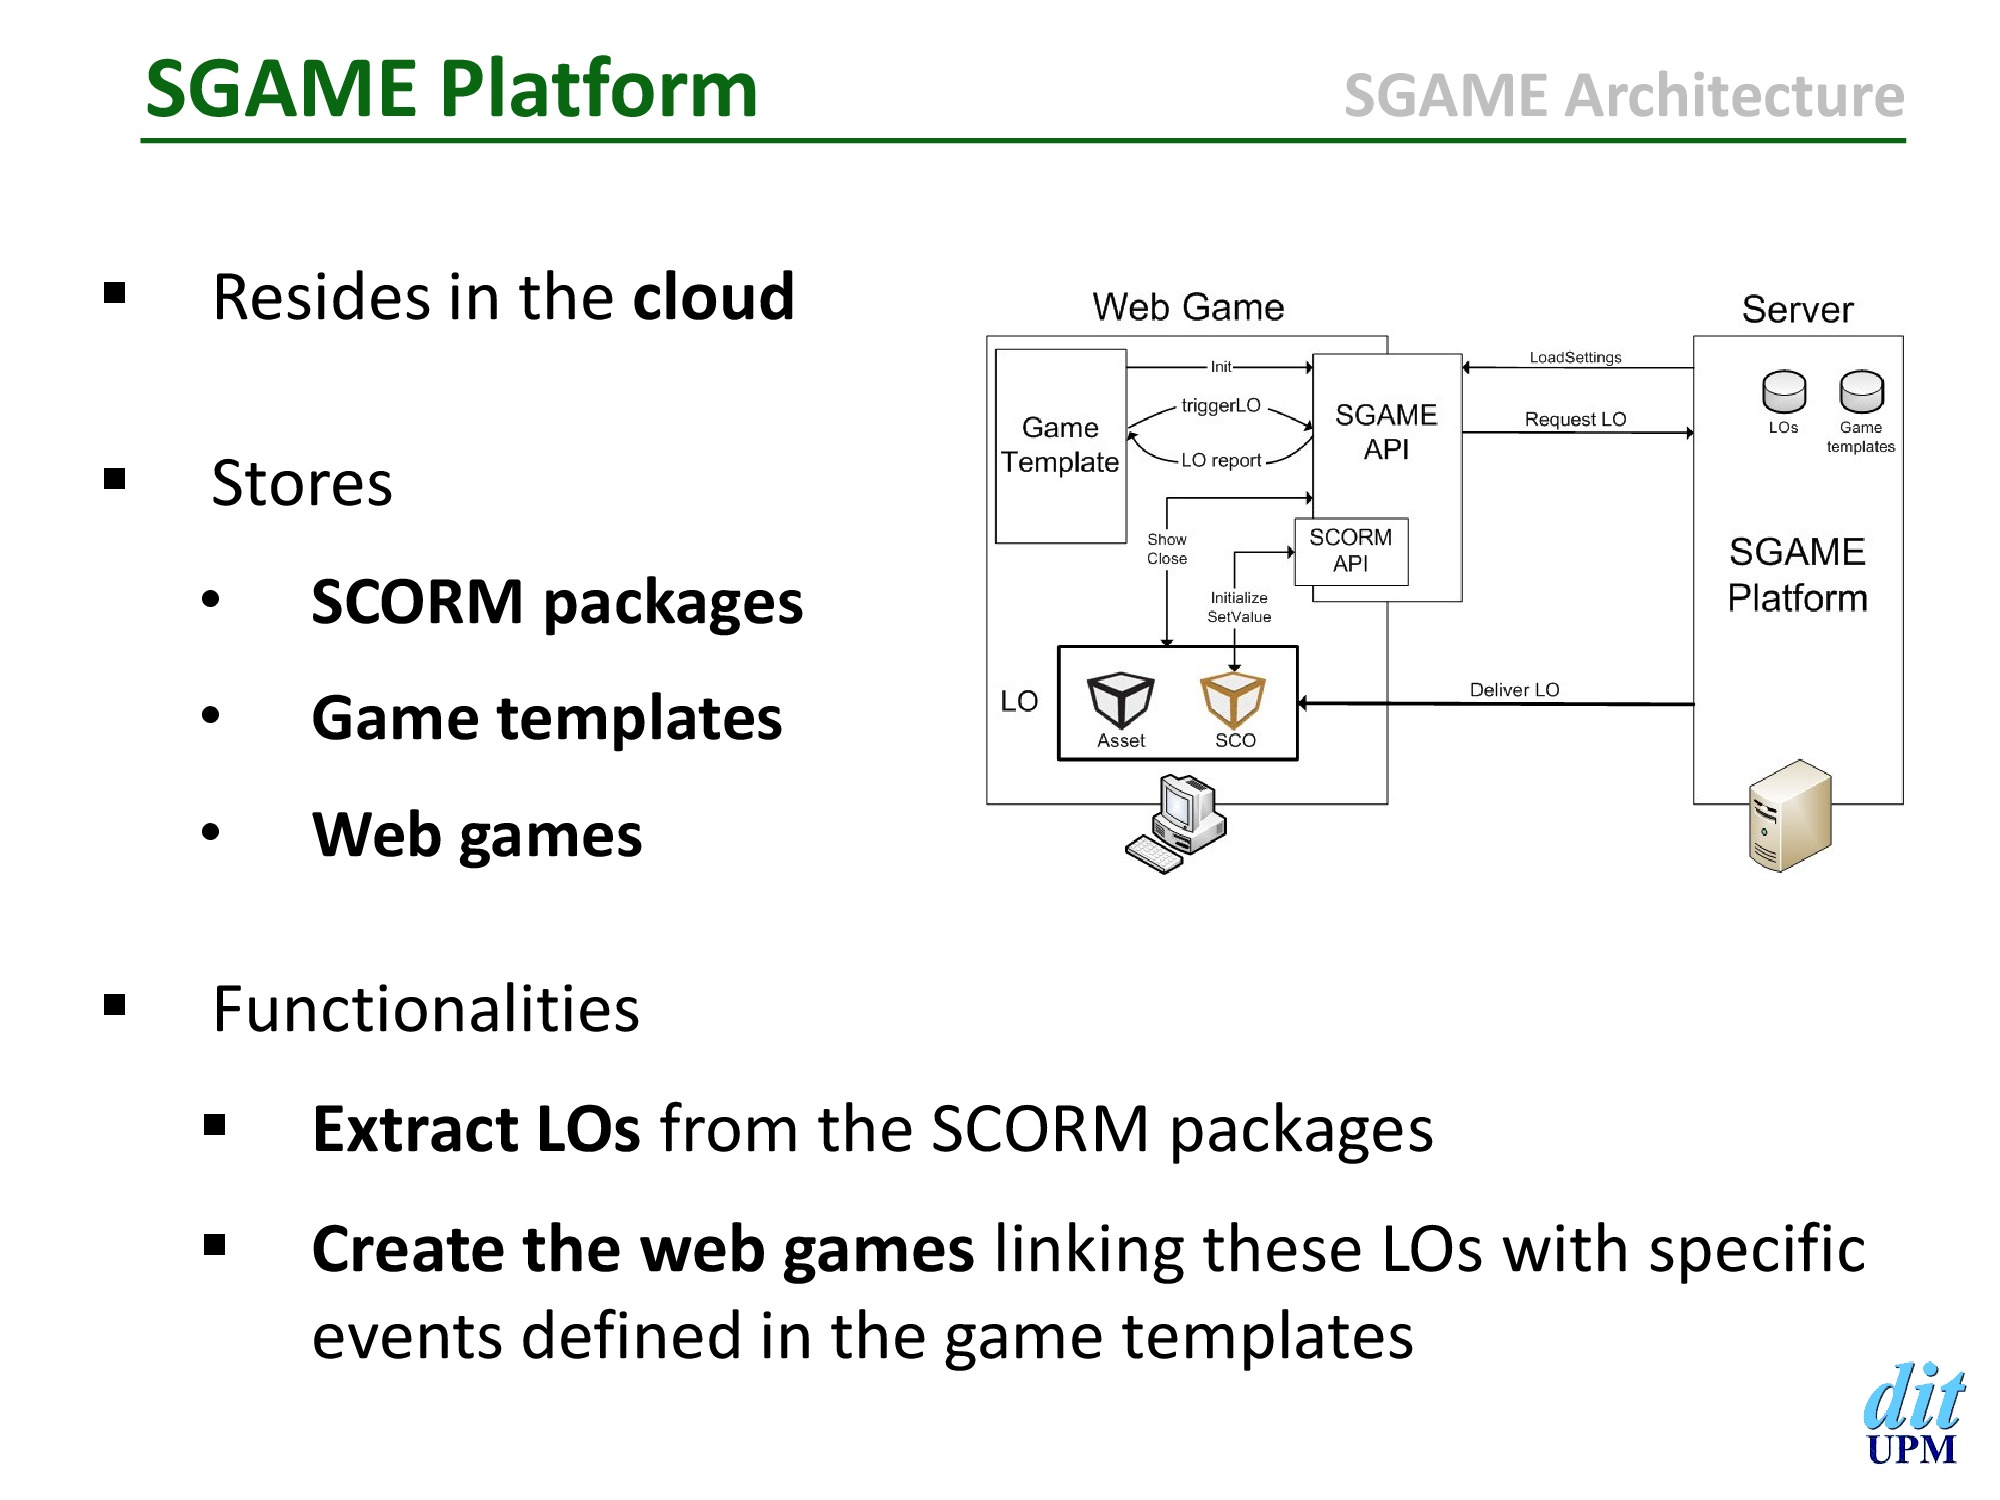 SGAME Platform
SGAME Architecture
▪ Resides in the cloud
▪ Stores
• SCORM packages
• Game templates
• Web games
Web Game
Server
Game
Template
Init
triggerLO
LO report
SGAME
API
LoadSettings
Request LO
LOs
Game
templates
Show
Close
SCORM
API
Initialize
SetValue
SGAME
Platform
LO
Asset
SCO
Deliver LO
▪ Functionalities
▪ Extract LOs from the SCORM packages
▪ Create the web games linking these LOs with specific
events defined in the game templates
dit
UPM